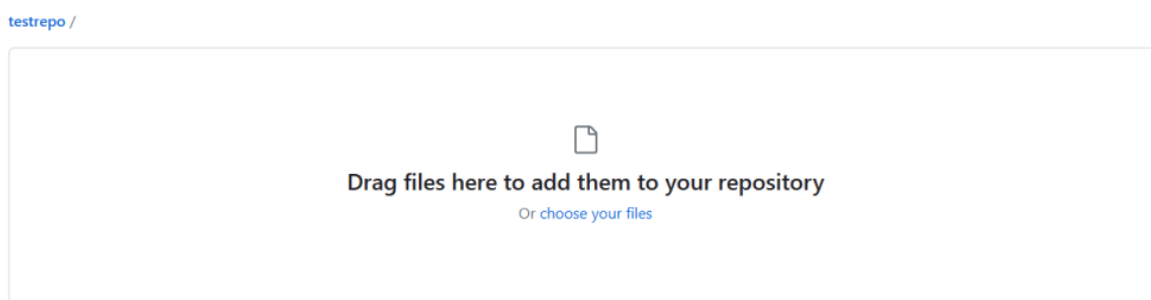 testrepo /
Drag files here to add them to your repository
Or choose your files